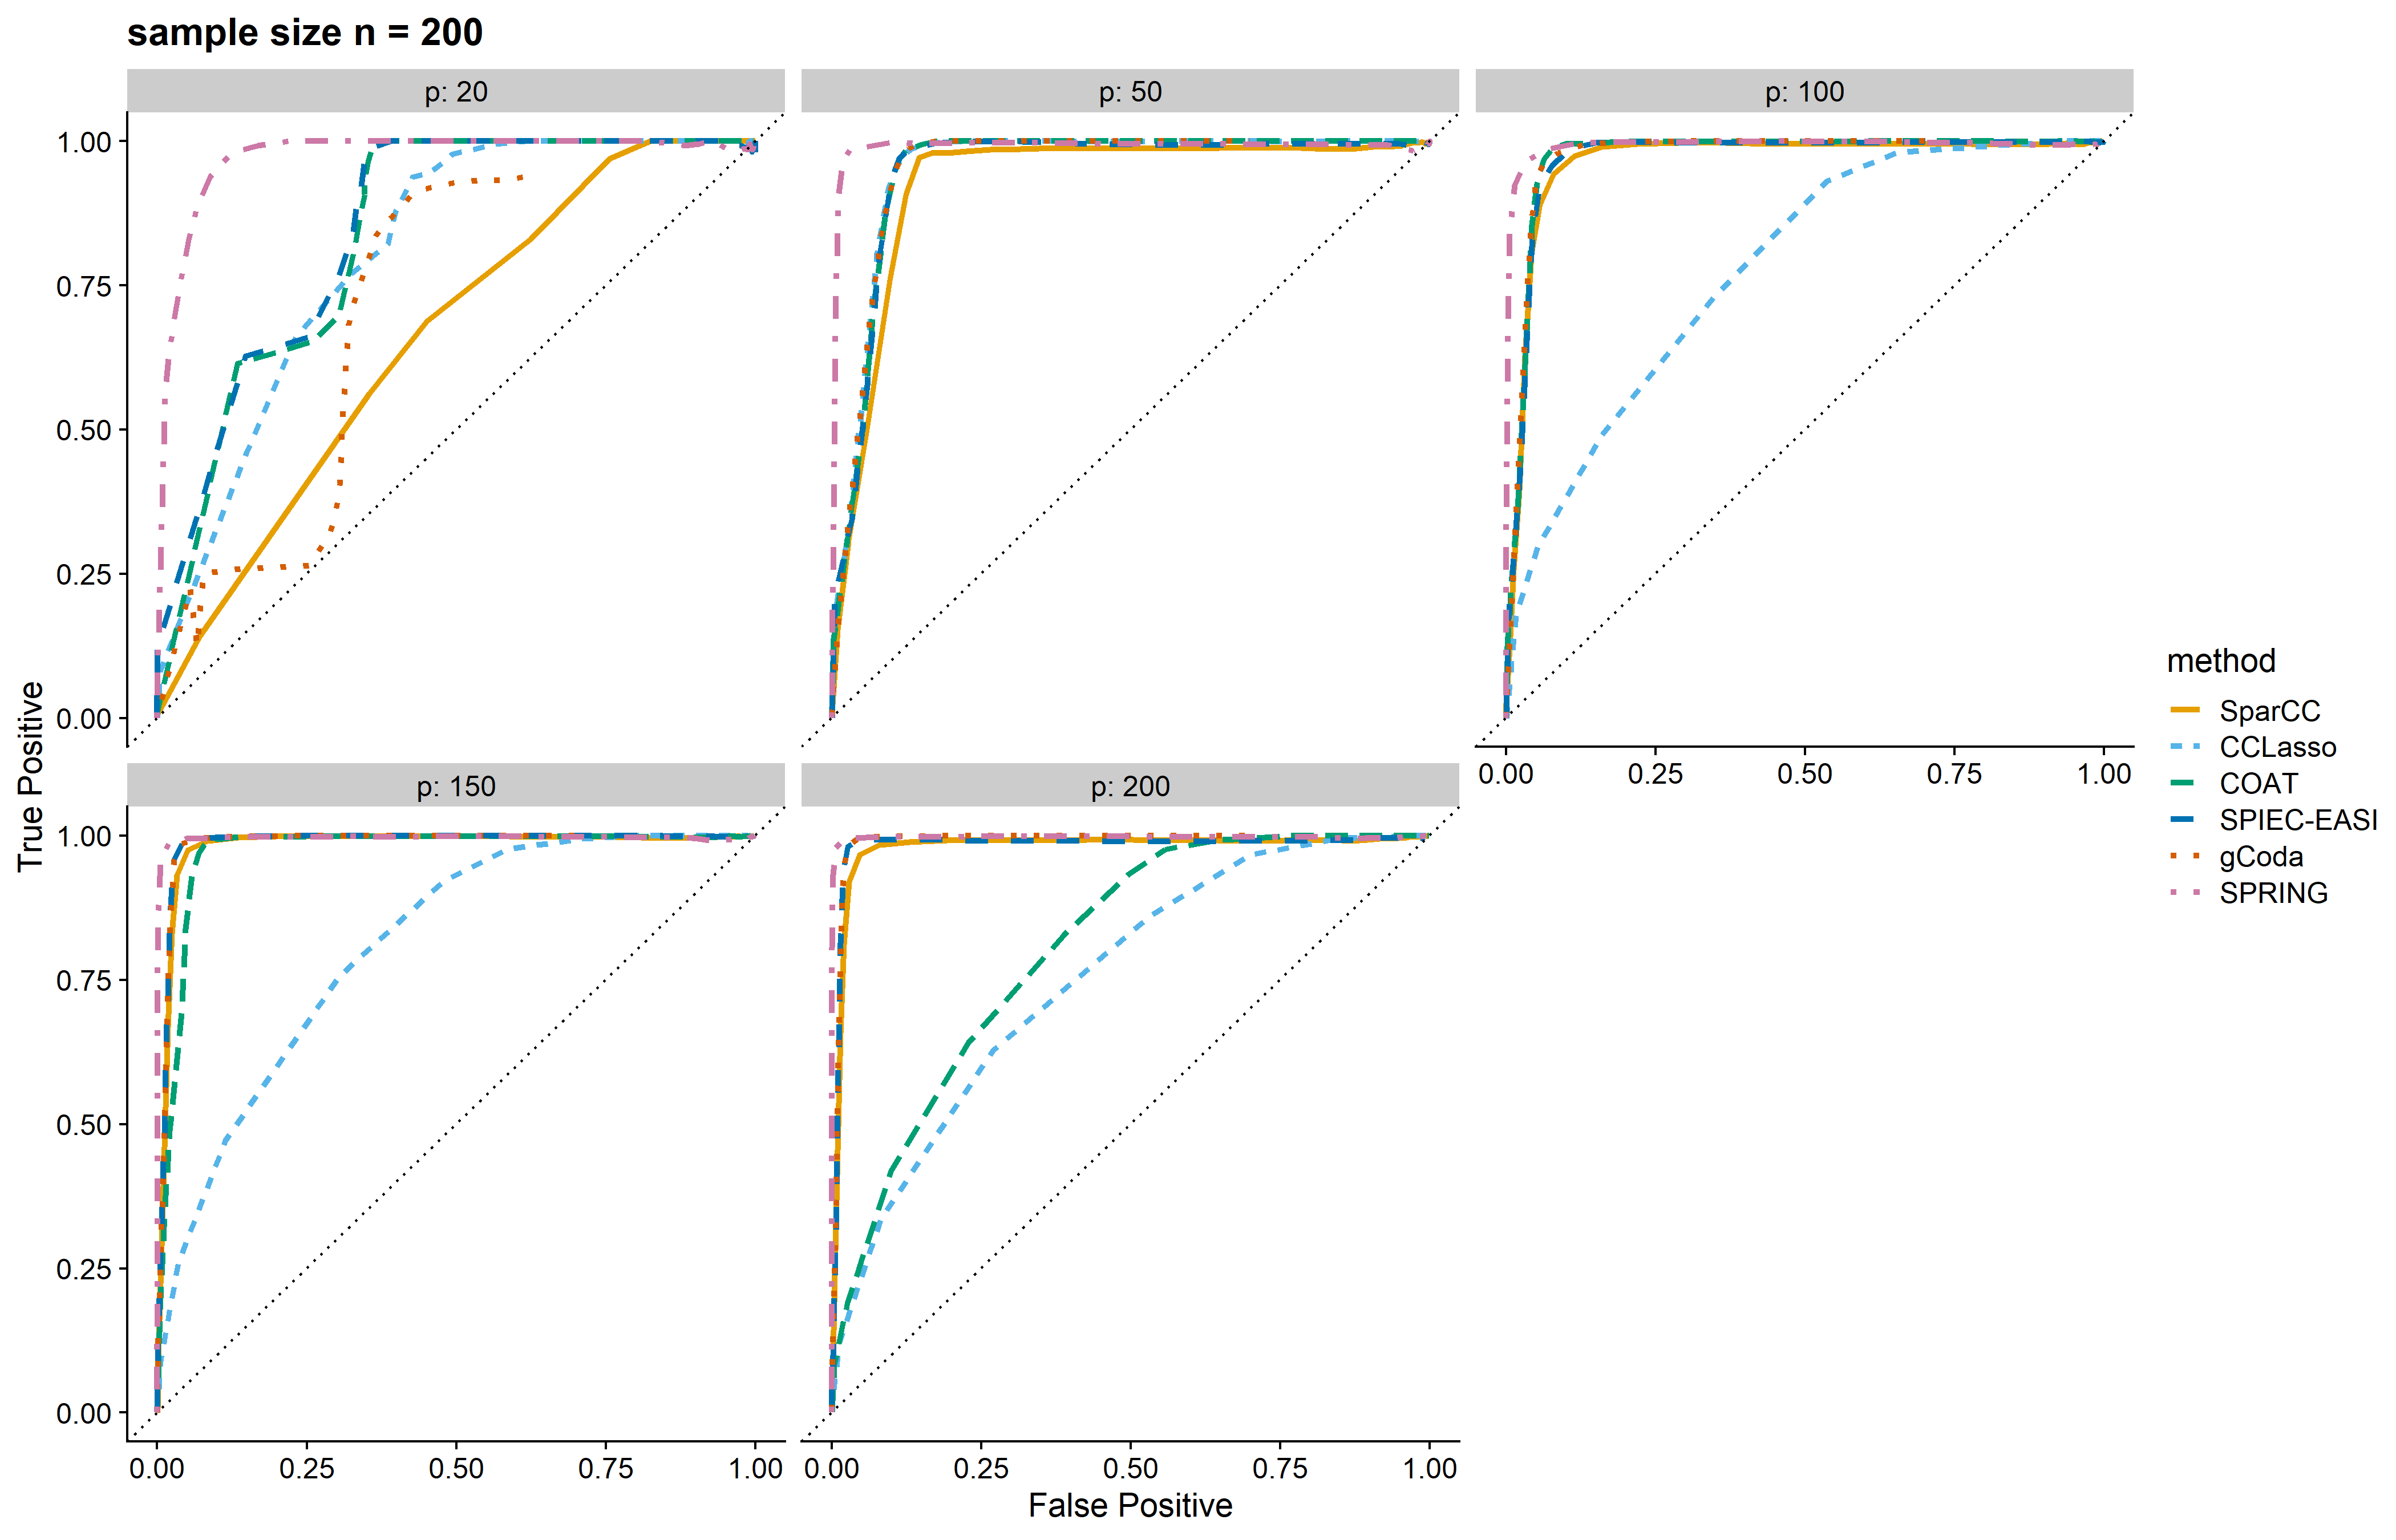 sample size n = 200
p: 20
p: 50
p: 100
1.00
0.75
0.50
0.25
0.00
0.00 0.25 0.50 0.75 1.00
p: 150
p: 200
1.00
0.75
0.50
0.25
0.00
0.00 0.25 0.50 0.75 1.00
0.00 0.25 0.50 0.75 1.00
True Positive
False Positive
method
SparCC
CCLasso
COAT
SPIEC-EASI
gCoda
SPRING